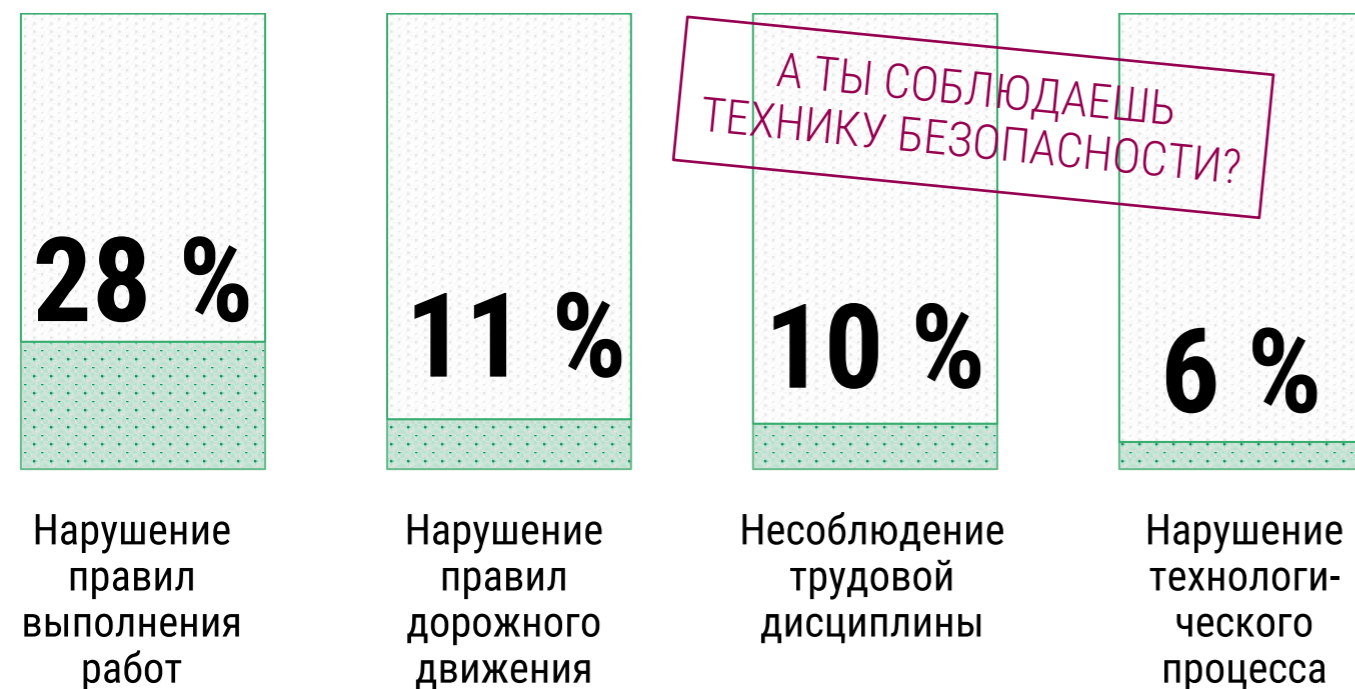 А ТЫ СОБЛЮДАЕШЬ
ТЕХНИКУ БЕЗОПАСНОСТИ?
28 %
11 %
10 %
6 %
Нарушение
правил
выполнения
работ
Нарушение
правил
дорожного
движения
Несоблюдение
трудовой
дисциплины
Нарушение
технологи-
ческого
процесса